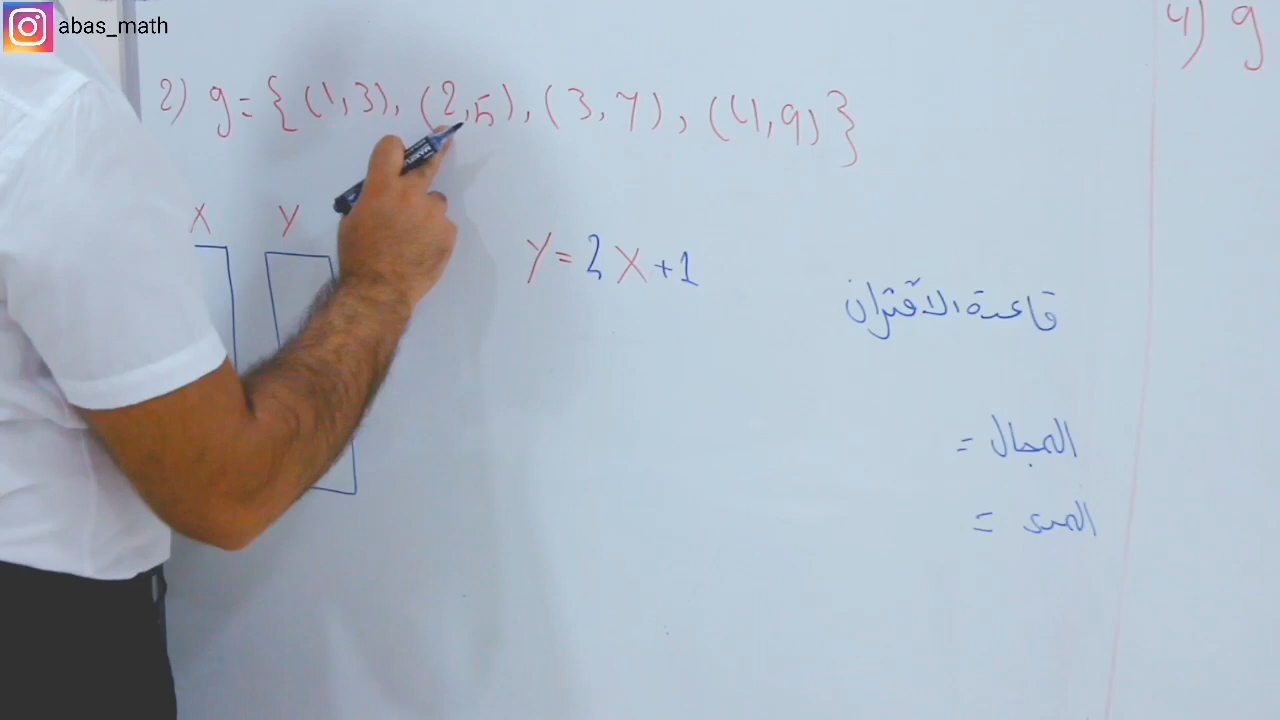 abas_math
4) g
2) g = { (1,3), (2,5), (3,7), (4,9) }
X Y
Y = 2X+1
قاعدة الاقتران
المجال =
المدى =